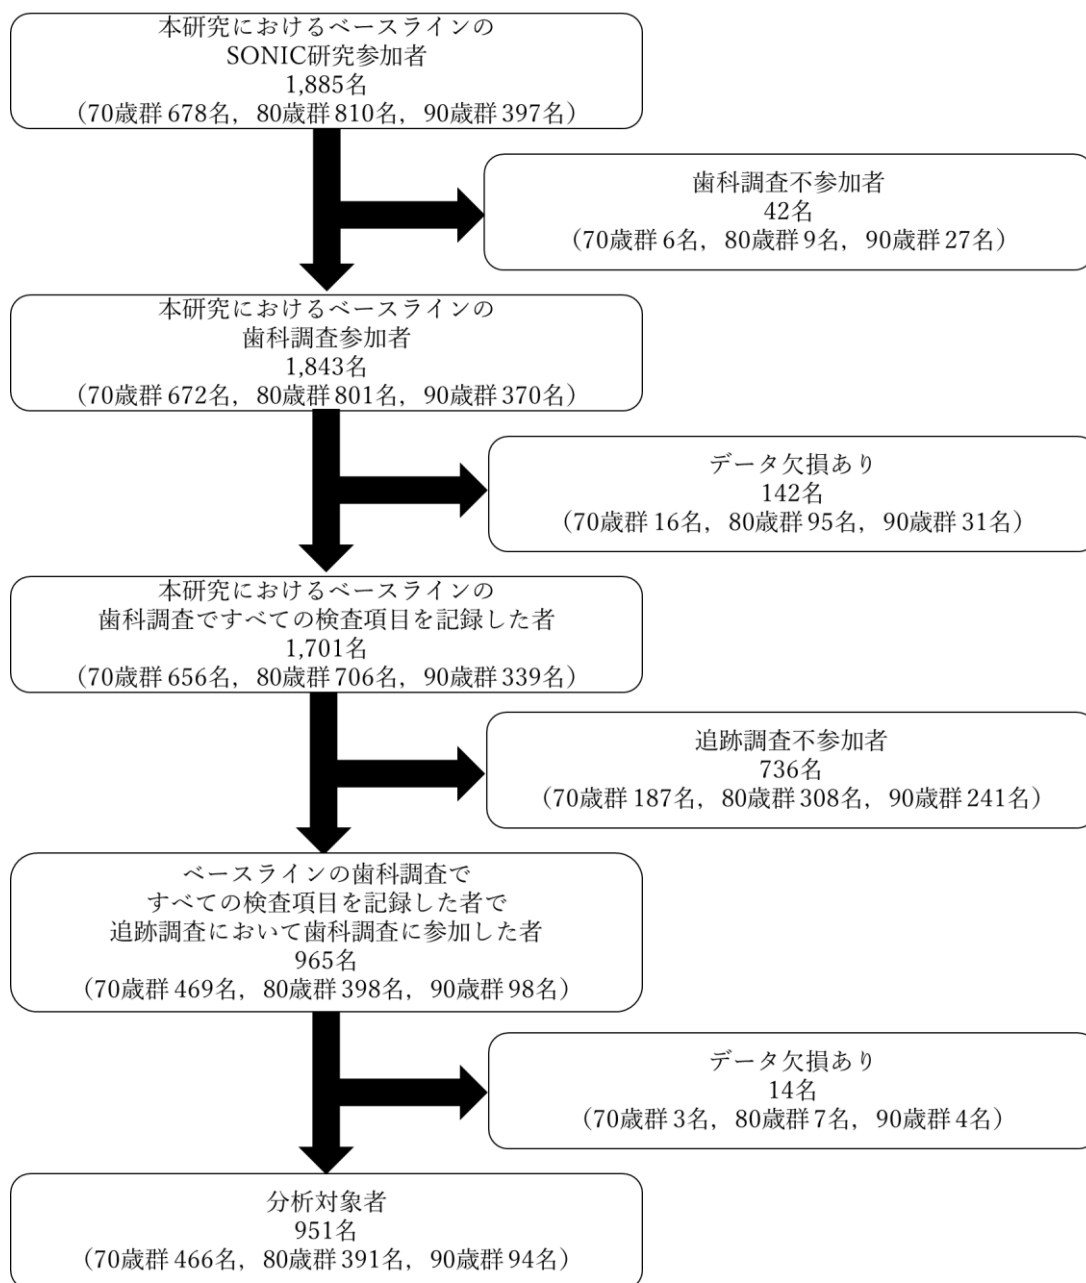 本研究におけるベースラインの
SONIC研究参加者
1,885名
（70歳群 678名，80歳群 810名，90歳群 397名）
歯科調査不参加者
42名
（70歳群 6名，80歳群 9名，90歳群 27名）
本研究におけるベースラインの
歯科調査参加者
1,843名
（70歳群 672名，80歳群 801名，90歳群 370名）
データ欠損あり
142名
（70歳群 16名，80歳群 95名，90歳群 31名）
本研究におけるベースラインの
歯科調査ですべての検査項目を記録した者
1,701名
（70歳群 656名，80歳群 706名，90歳群 339名）
追跡調査不参加者
736名
（70歳群 187名，80歳群 308名，90歳群 241名）
ベースラインの歯科調査で
すべての検査項目を記録した者で
追跡調査において歯科調査に参加した者
965名
（70歳群 469名，80歳群 398名，90歳群 98名）
データ欠損あり
14名
（70歳群 3名，80歳群 7名，90歳群 4名）
分析対象者
951名
（70歳群 466名，80歳群 391名，90歳群 94名）